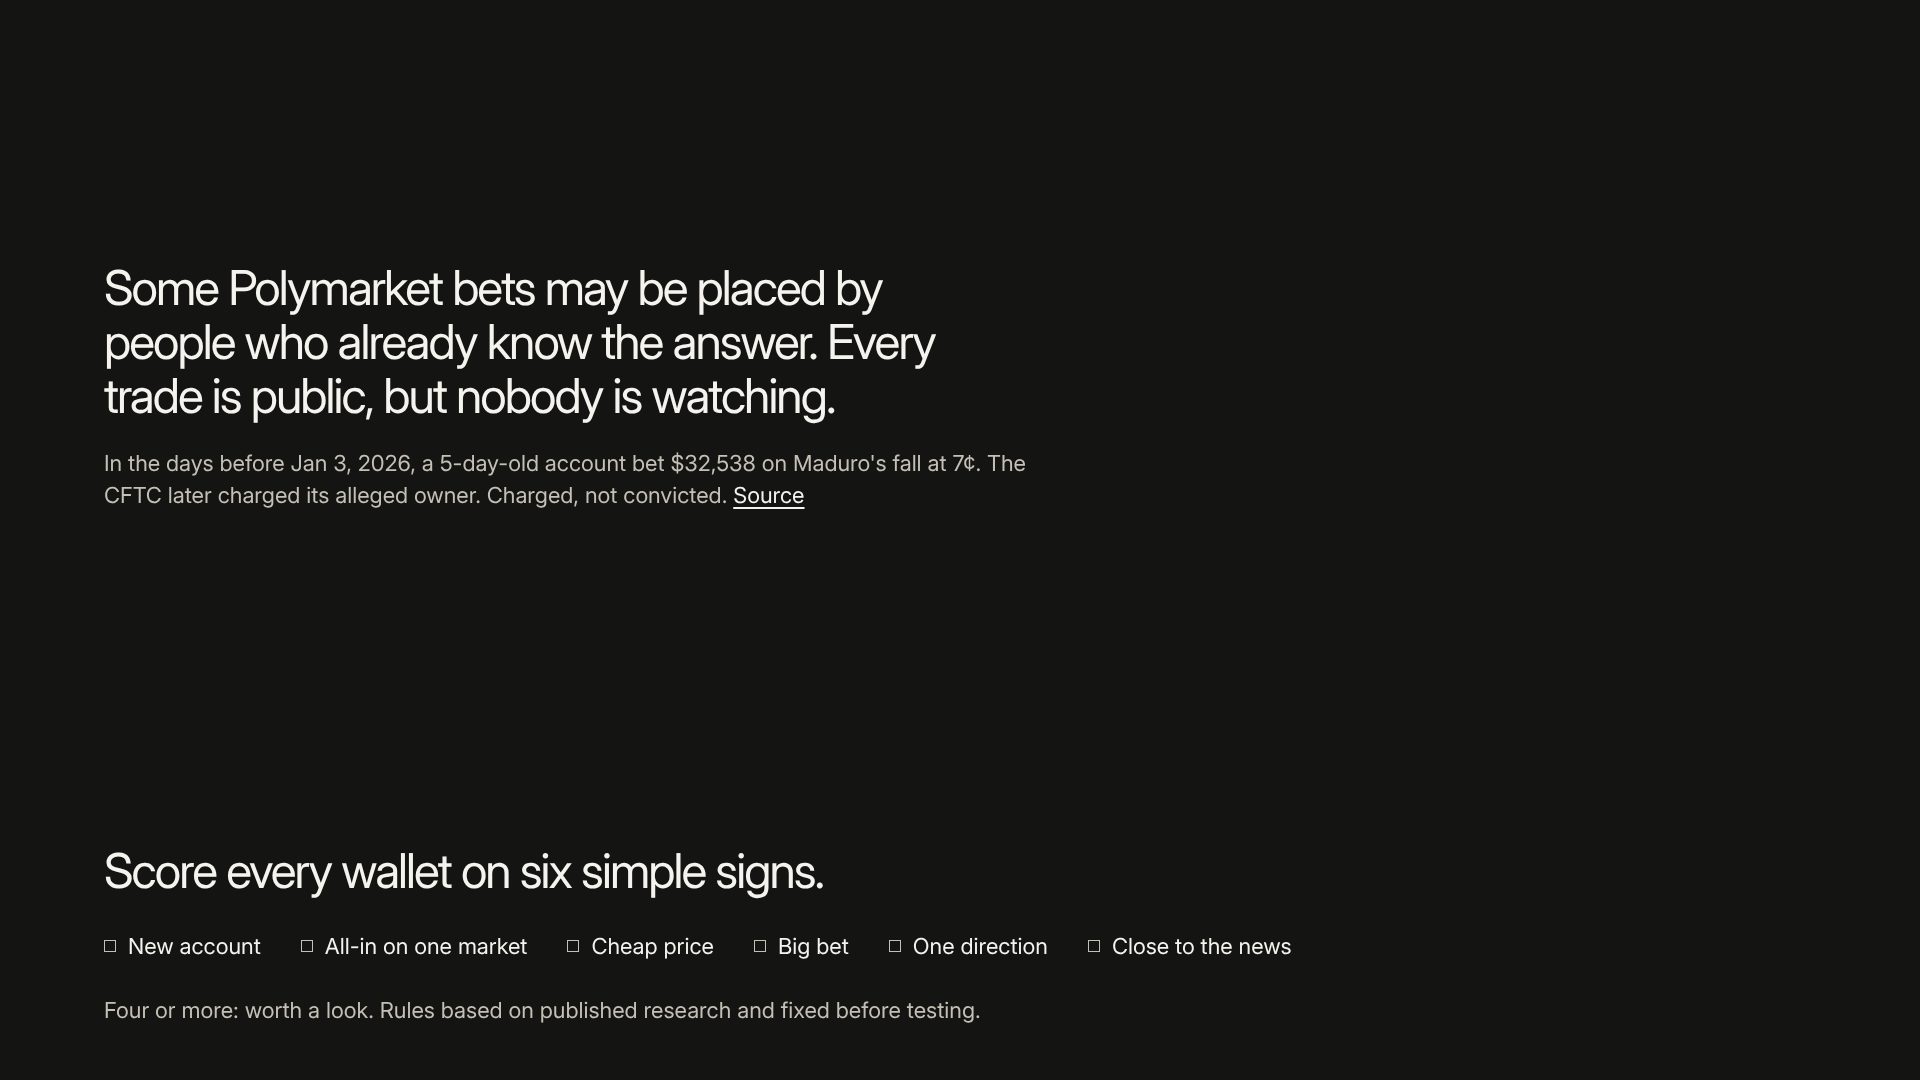 Some Polymarket bets may be placed by
people who already know the answer. Every
trade is public, but nobody is watching.
In the days before Jan 3, 2026, a 5-day-old account bet $32,538 on Maduro's fall at 7¢. The
CFTC later charged its alleged owner. Charged, not convicted. Source
Score every wallet on six simple signs.
□ New account □ All-in on one market □ Cheap price □ Big bet □ One direction □ Close to the news
Four or more: worth a look. Rules based on published research and fixed before testing.